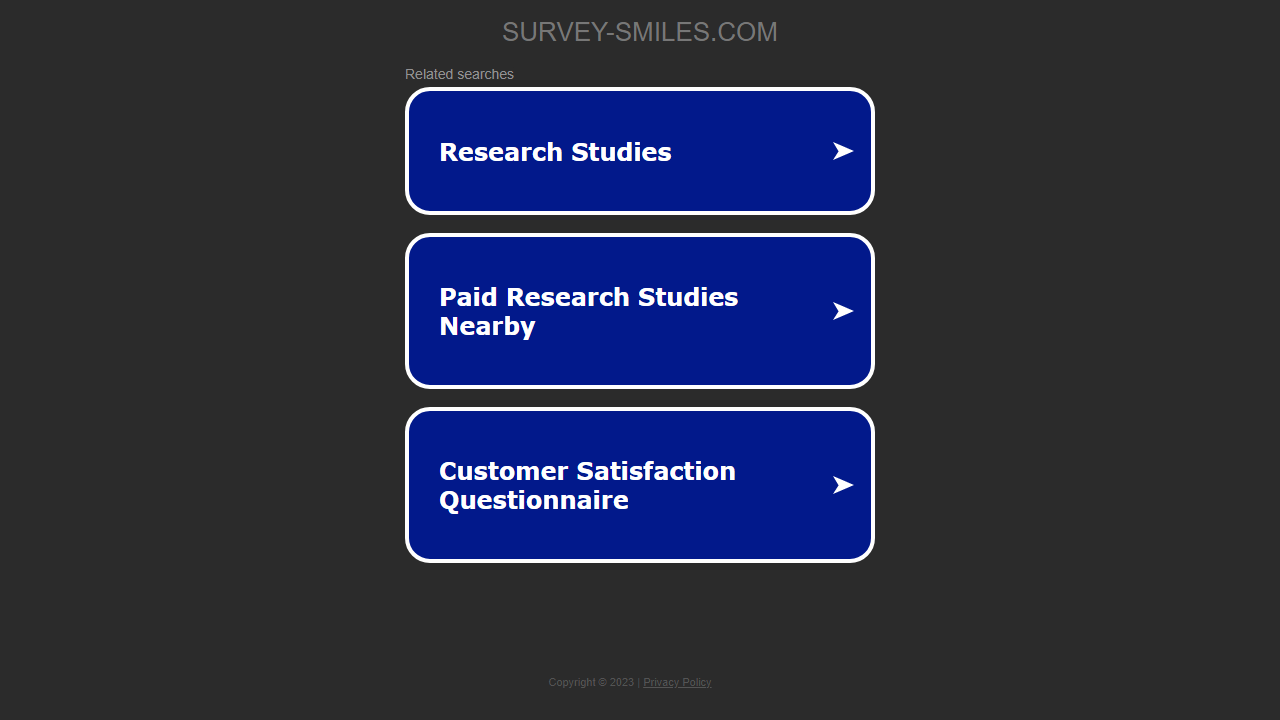 SURVEY-SMILES.COM
Related searches
Research Studies
Paid Research Studies
Nearby
Customer Satisfaction
Questionnaire
Copyright © 2023 | Privacy Policy